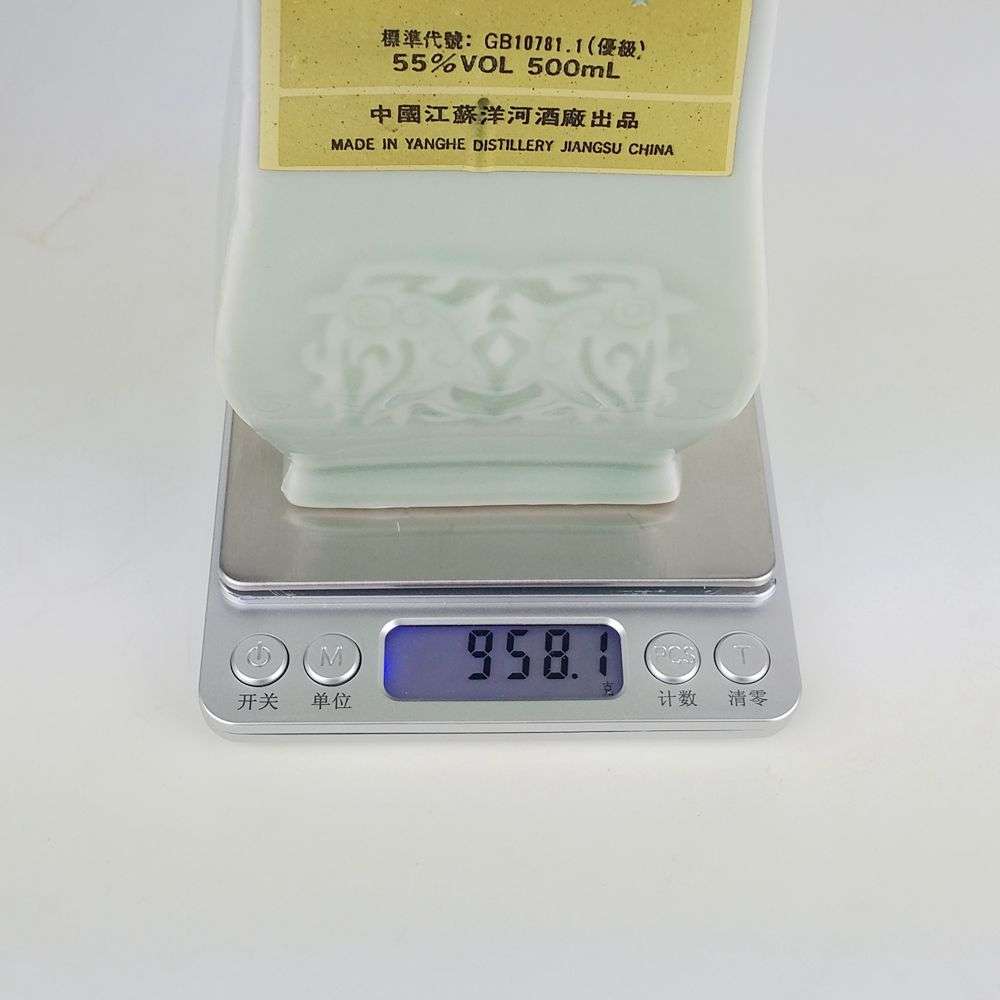 標準代號: GB10781.1(優級)
55%VOL 500mL
中國江蘇洋河酒廠出品
MADE IN YANGHE DISTILLERY JIANGSU CHINA
958.1
克
M PCS T
开关 单位 计数 清零